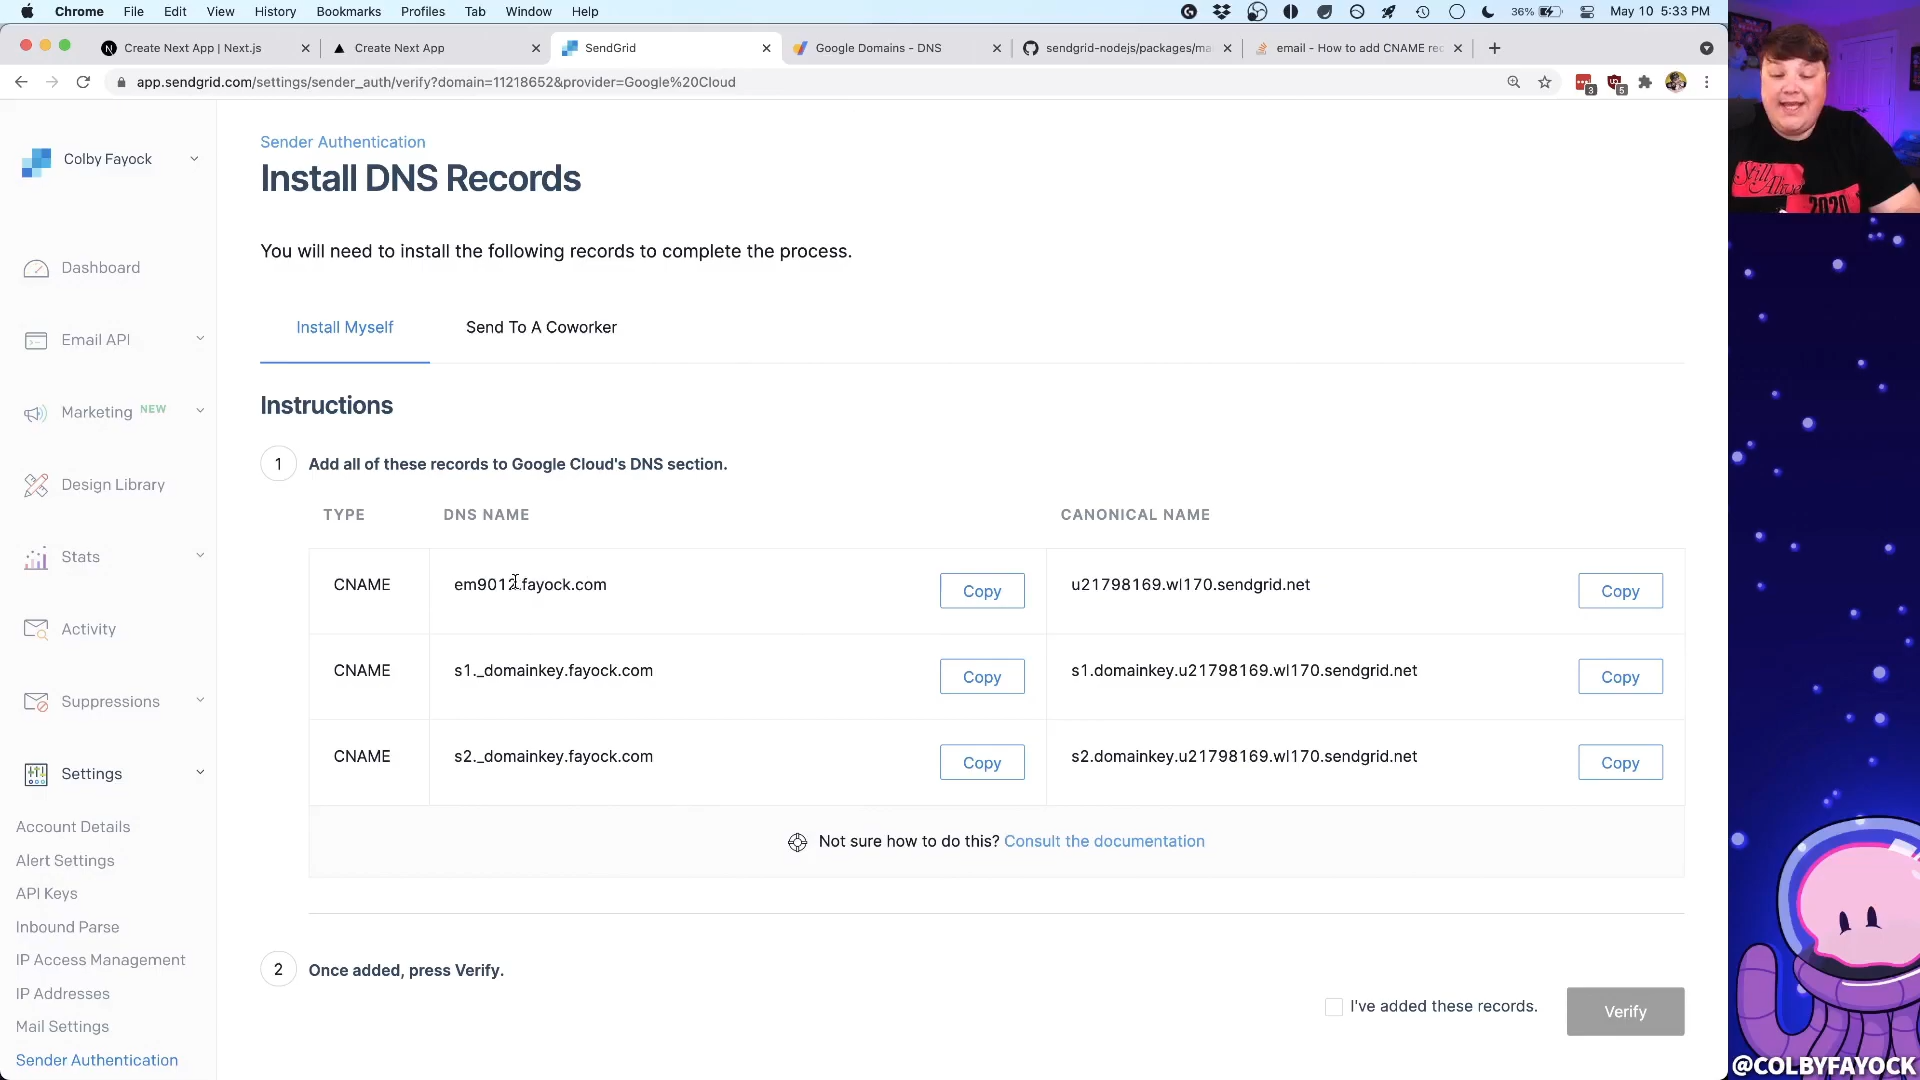 Chrome File Edit View History Bookmarks Profiles Tab Window Help
36% May 10 5:33 PM
Create Next App | Next.js
Create Next App
SendGrid
Google Domains - DNS
sendgrid-nodejs/packages/ma
email - How to add CNAME rec
app.sendgrid.com/settings/sender_auth/verify?domain=11218652&provider=Google%20Cloud
3
5
Colby Fayock
Dashboard
Email API
Marketing NEW
Design Library
Stats
Activity
Suppressions
Settings
Account Details
Alert Settings
API Keys
Inbound Parse
IP Access Management
IP Addresses
Mail Settings
Sender Authentication
Sender Authentication
Install DNS Records
You will need to install the following records to complete the process.
Install Myself
Send To A Coworker
Instructions
1 Add all of these records to Google Cloud's DNS section.
TYPE DNS NAME CANONICAL NAME
CNAME em9012.fayock.com Copy u21798169.wl170.sendgrid.net Copy
CNAME s1._domainkey.fayock.com Copy s1.domainkey.u21798169.wl170.sendgrid.net Copy
CNAME s2._domainkey.fayock.com Copy s2.domainkey.u21798169.wl170.sendgrid.net Copy
Not sure how to do this? Consult the documentation
2 Once added, press Verify.
I've added these records.
Verify
Still Alive
2020
@COLBYFAYOCK